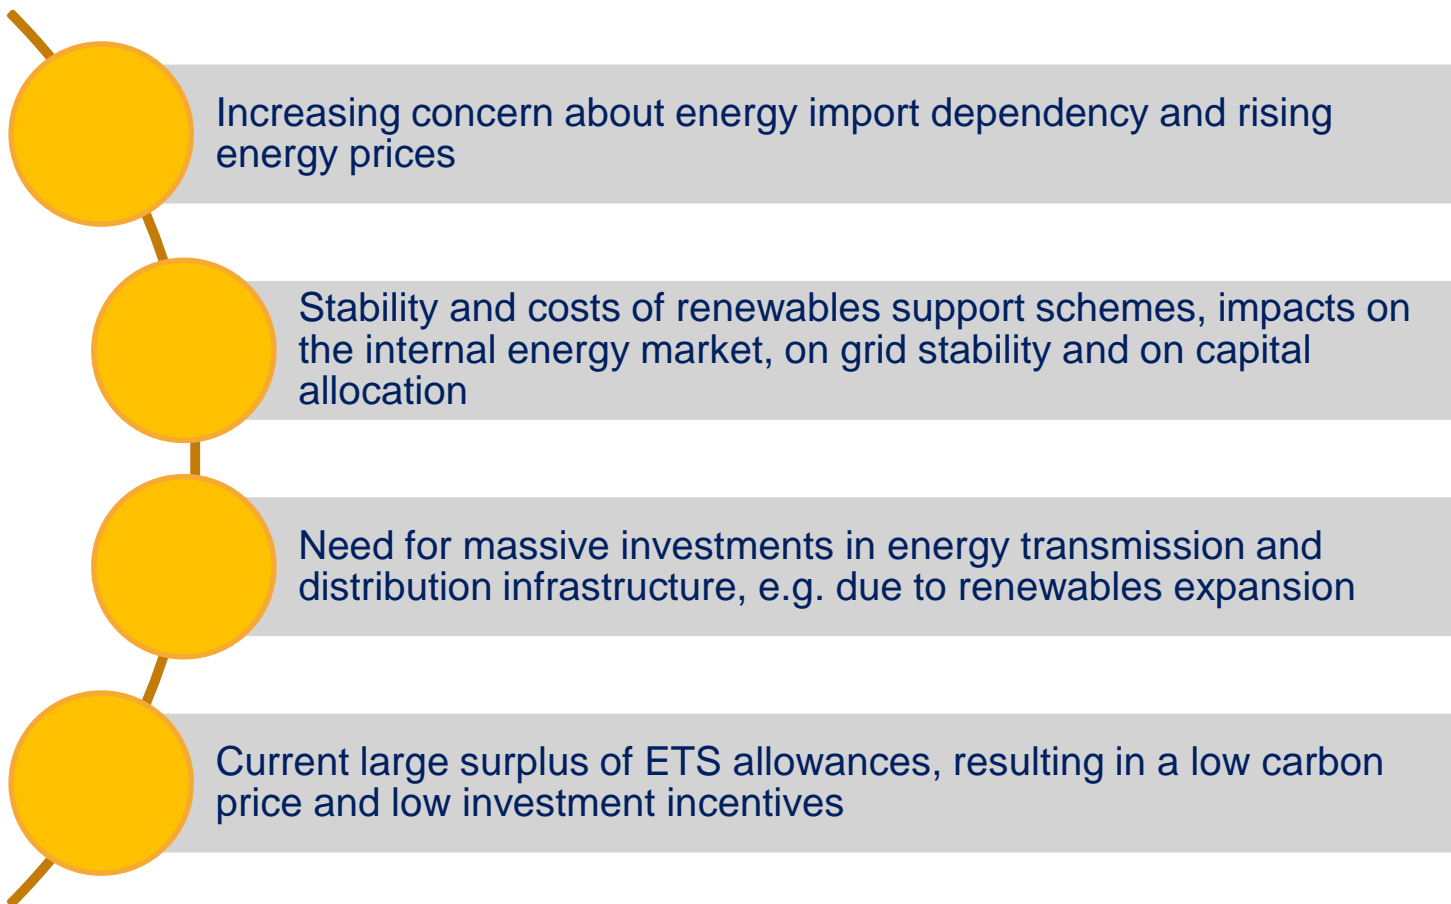 Increasing concern about energy import dependency and rising
energy prices
Stability and costs of renewables support schemes, impacts on
the internal energy market, on grid stability and on capital
allocation
Need for massive investments in energy transmission and
distribution infrastructure, e.g. due to renewables expansion
Current large surplus of ETS allowances, resulting in a low carbon
price and low investment incentives